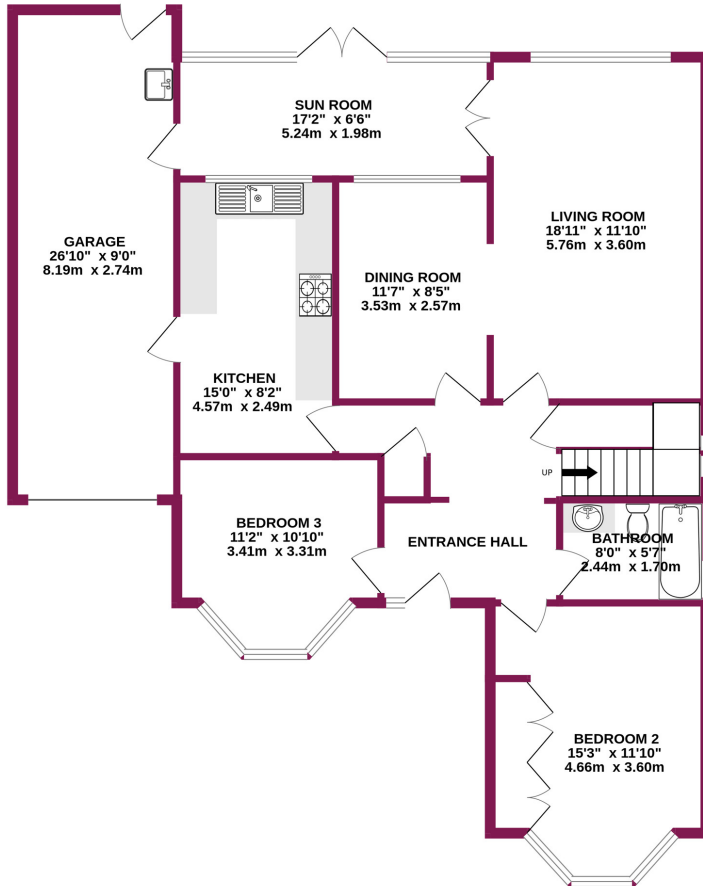 SUN ROOM
17'2" x 6'6"
5.24m x 1.98m
LIVING ROOM
18'11" x 11'10"
5.76m x 3.60m
GARAGE
26'10" x 9'0"
8.19m x 2.74m
DINING ROOM
11'7" x 8'5"
3.53m x 2.57m
KITCHEN
15'0" x 8'2"
4.57m x 2.49m
UP
BEDROOM 3
11'2" x 10'10"
3.41m x 3.31m
ENTRANCE HALL
BATHROOM
8'0" x 5'7"
2.44m x 1.70m
BEDROOM 2
15'3" x 11'10"
4.66m x 3.60m